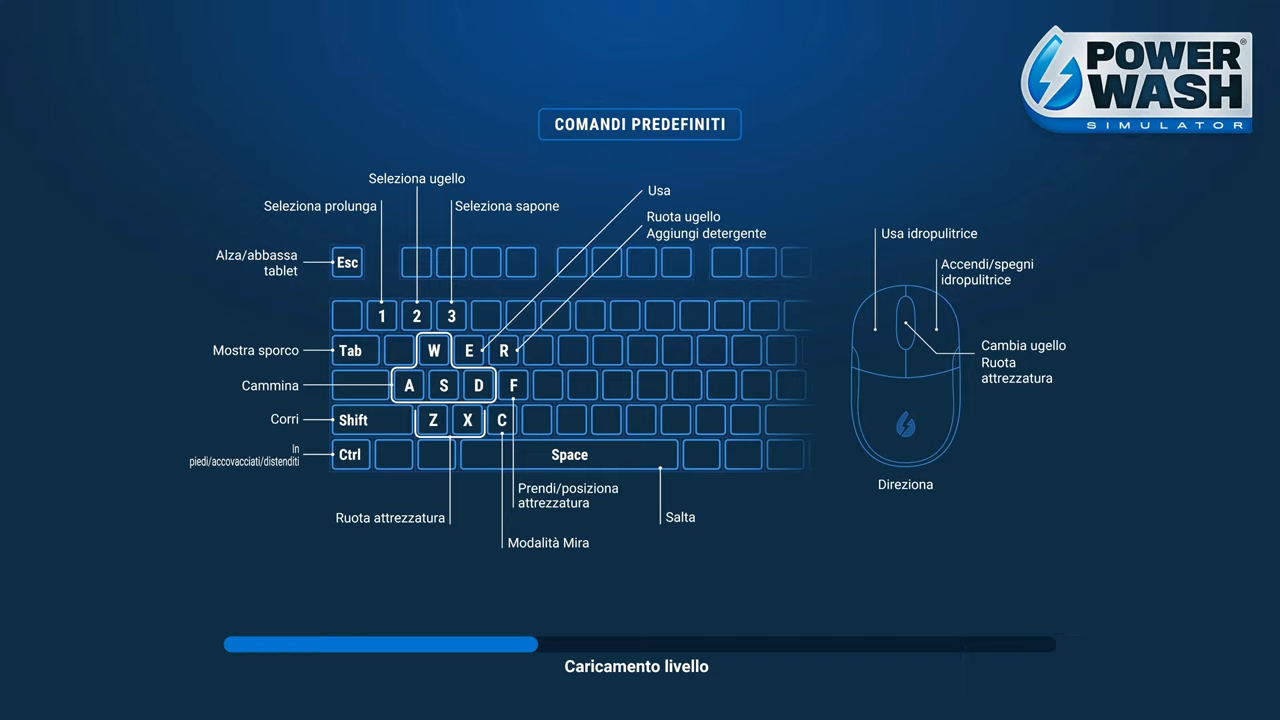 POWER
WASH
SIMULATOR
COMANDI PREDEFINITI
Seleziona ugello
Seleziona prolunga
Seleziona sapone
Usa
Ruota ugello
Aggiungi detergente
Alza/abbassa
tablet
Esc
1 2 3
Mostra sporco
Tab W E R
Cammina
A S D F
Corri
Shift Z X C
In
piedi/accovacciati/distenditi
Ctrl Space
Prendi/posiziona
attrezzatura
Ruota attrezzatura
Salta
Modalità Mira
Usa idropulitrice
Accendi/spegni
idropulitrice
Cambia ugello
Ruota
attrezzatura
Direziona
Caricamento livello